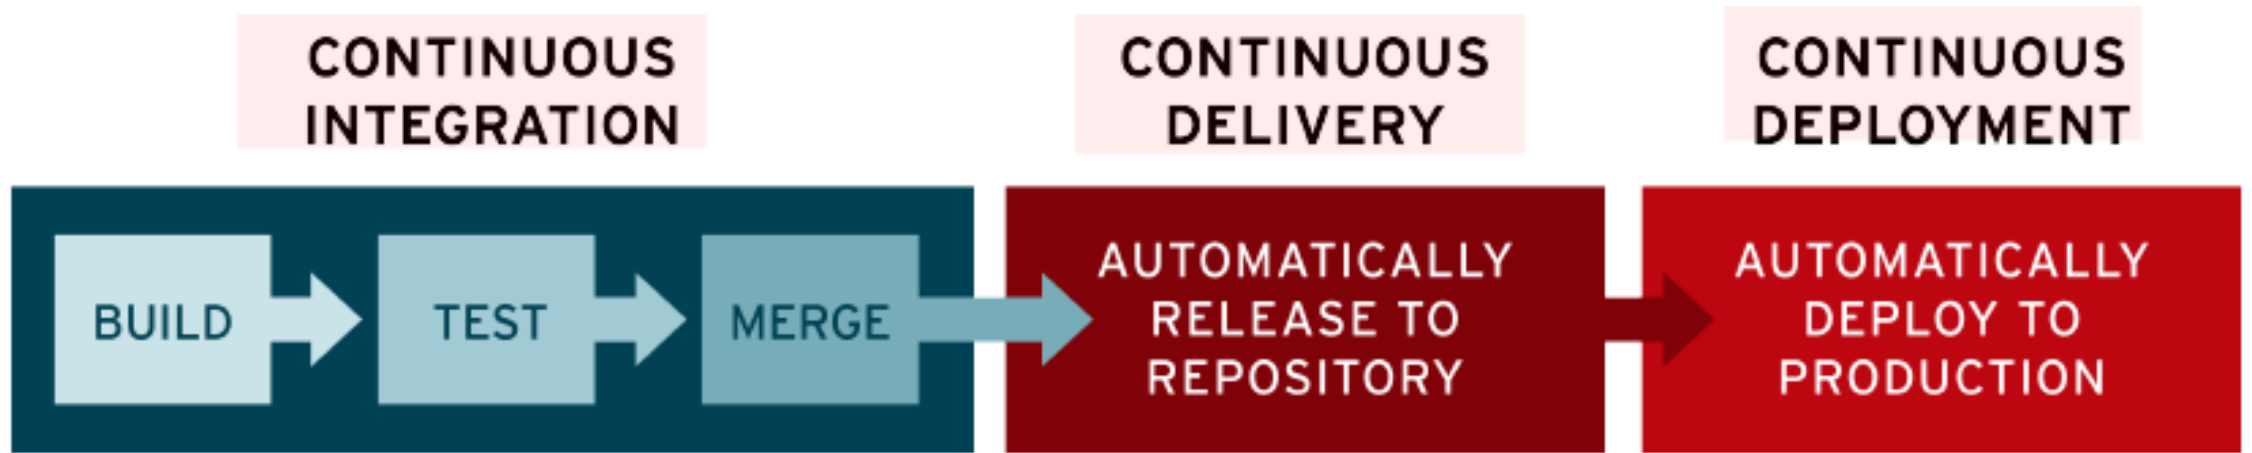 CONTINUOUS
INTEGRATION
CONTINUOUS
DELIVERY
CONTINUOUS
DEPLOYMENT
BUILD
TEST
MERGE
AUTOMATICALLY
RELEASE TO
REPOSITORY
AUTOMATICALLY
DEPLOY TO
PRODUCTION